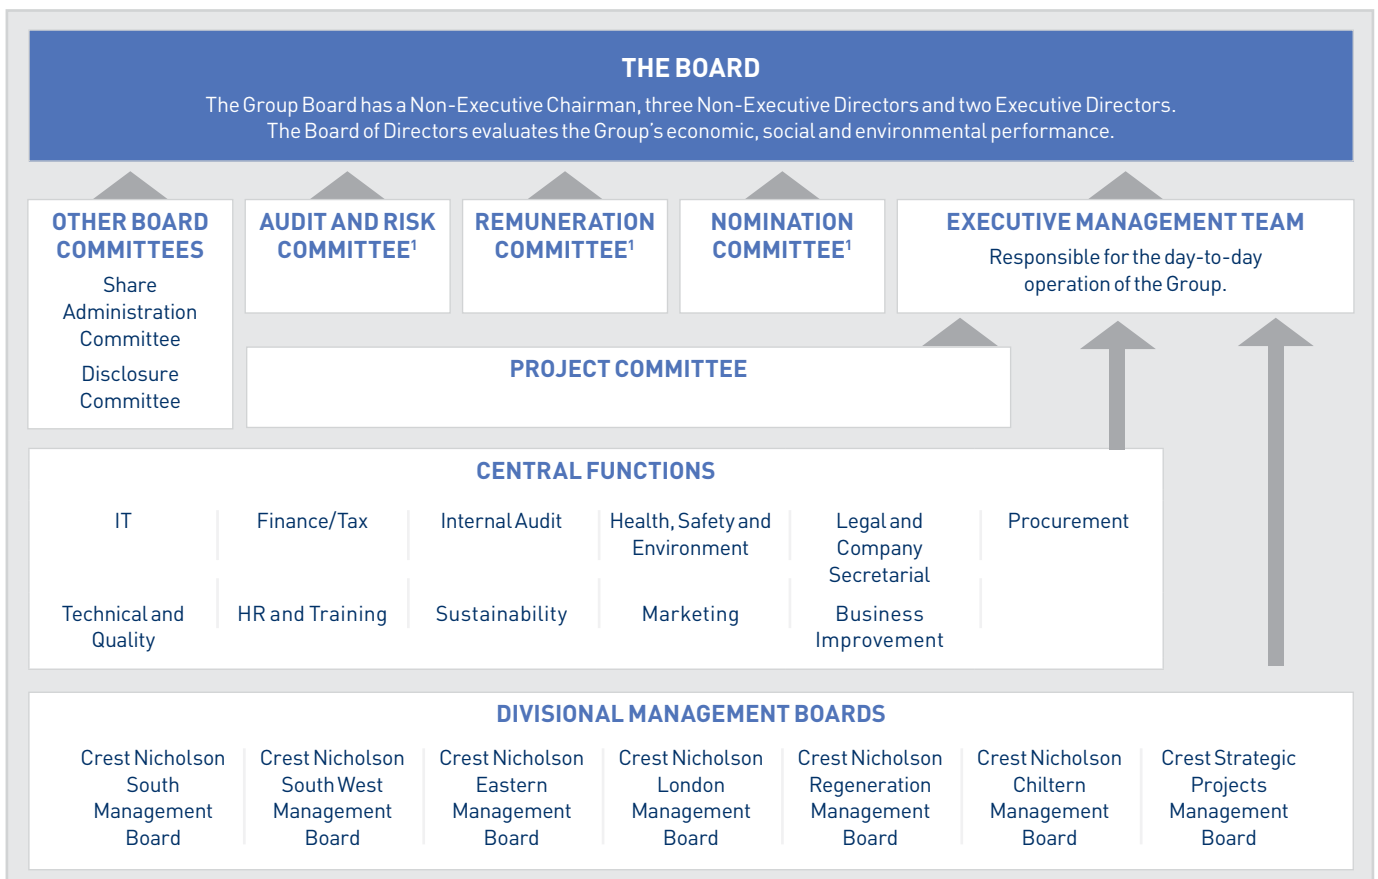 THE BOARD
The Group Board has a Non-Executive Chairman, three Non-Executive Directors and two Executive Directors.
The Board of Directors evaluates the Group's economic, social and environmental performance.
OTHER BOARD
COMMITTEES
Share
Administration
Committee
Disclosure
Committee
AUDIT AND RISK
COMMITTEE¹
REMUNERATION
COMMITTEE¹
NOMINATION
COMMITTEE¹
EXECUTIVE MANAGEMENT TEAM
Responsible for the day-to-day
operation of the Group.
PROJECT COMMITTEE
CENTRAL FUNCTIONS
IT
Finance/Tax
Internal Audit
Health, Safety and
Environment
Legal and
Company
Secretarial
Procurement
Technical and
Quality
HR and Training
Sustainability
Marketing
Business
Improvement
DIVISIONAL MANAGEMENT BOARDS
Crest Nicholson
South
Management
Board
Crest Nicholson
South West
Management
Board
Crest Nicholson
Eastern
Management
Board
Crest Nicholson
London
Management
Board
Crest Nicholson
Regeneration
Management
Board
Crest Nicholson
Chiltern
Management
Board
Crest Strategic
Projects
Management
Board